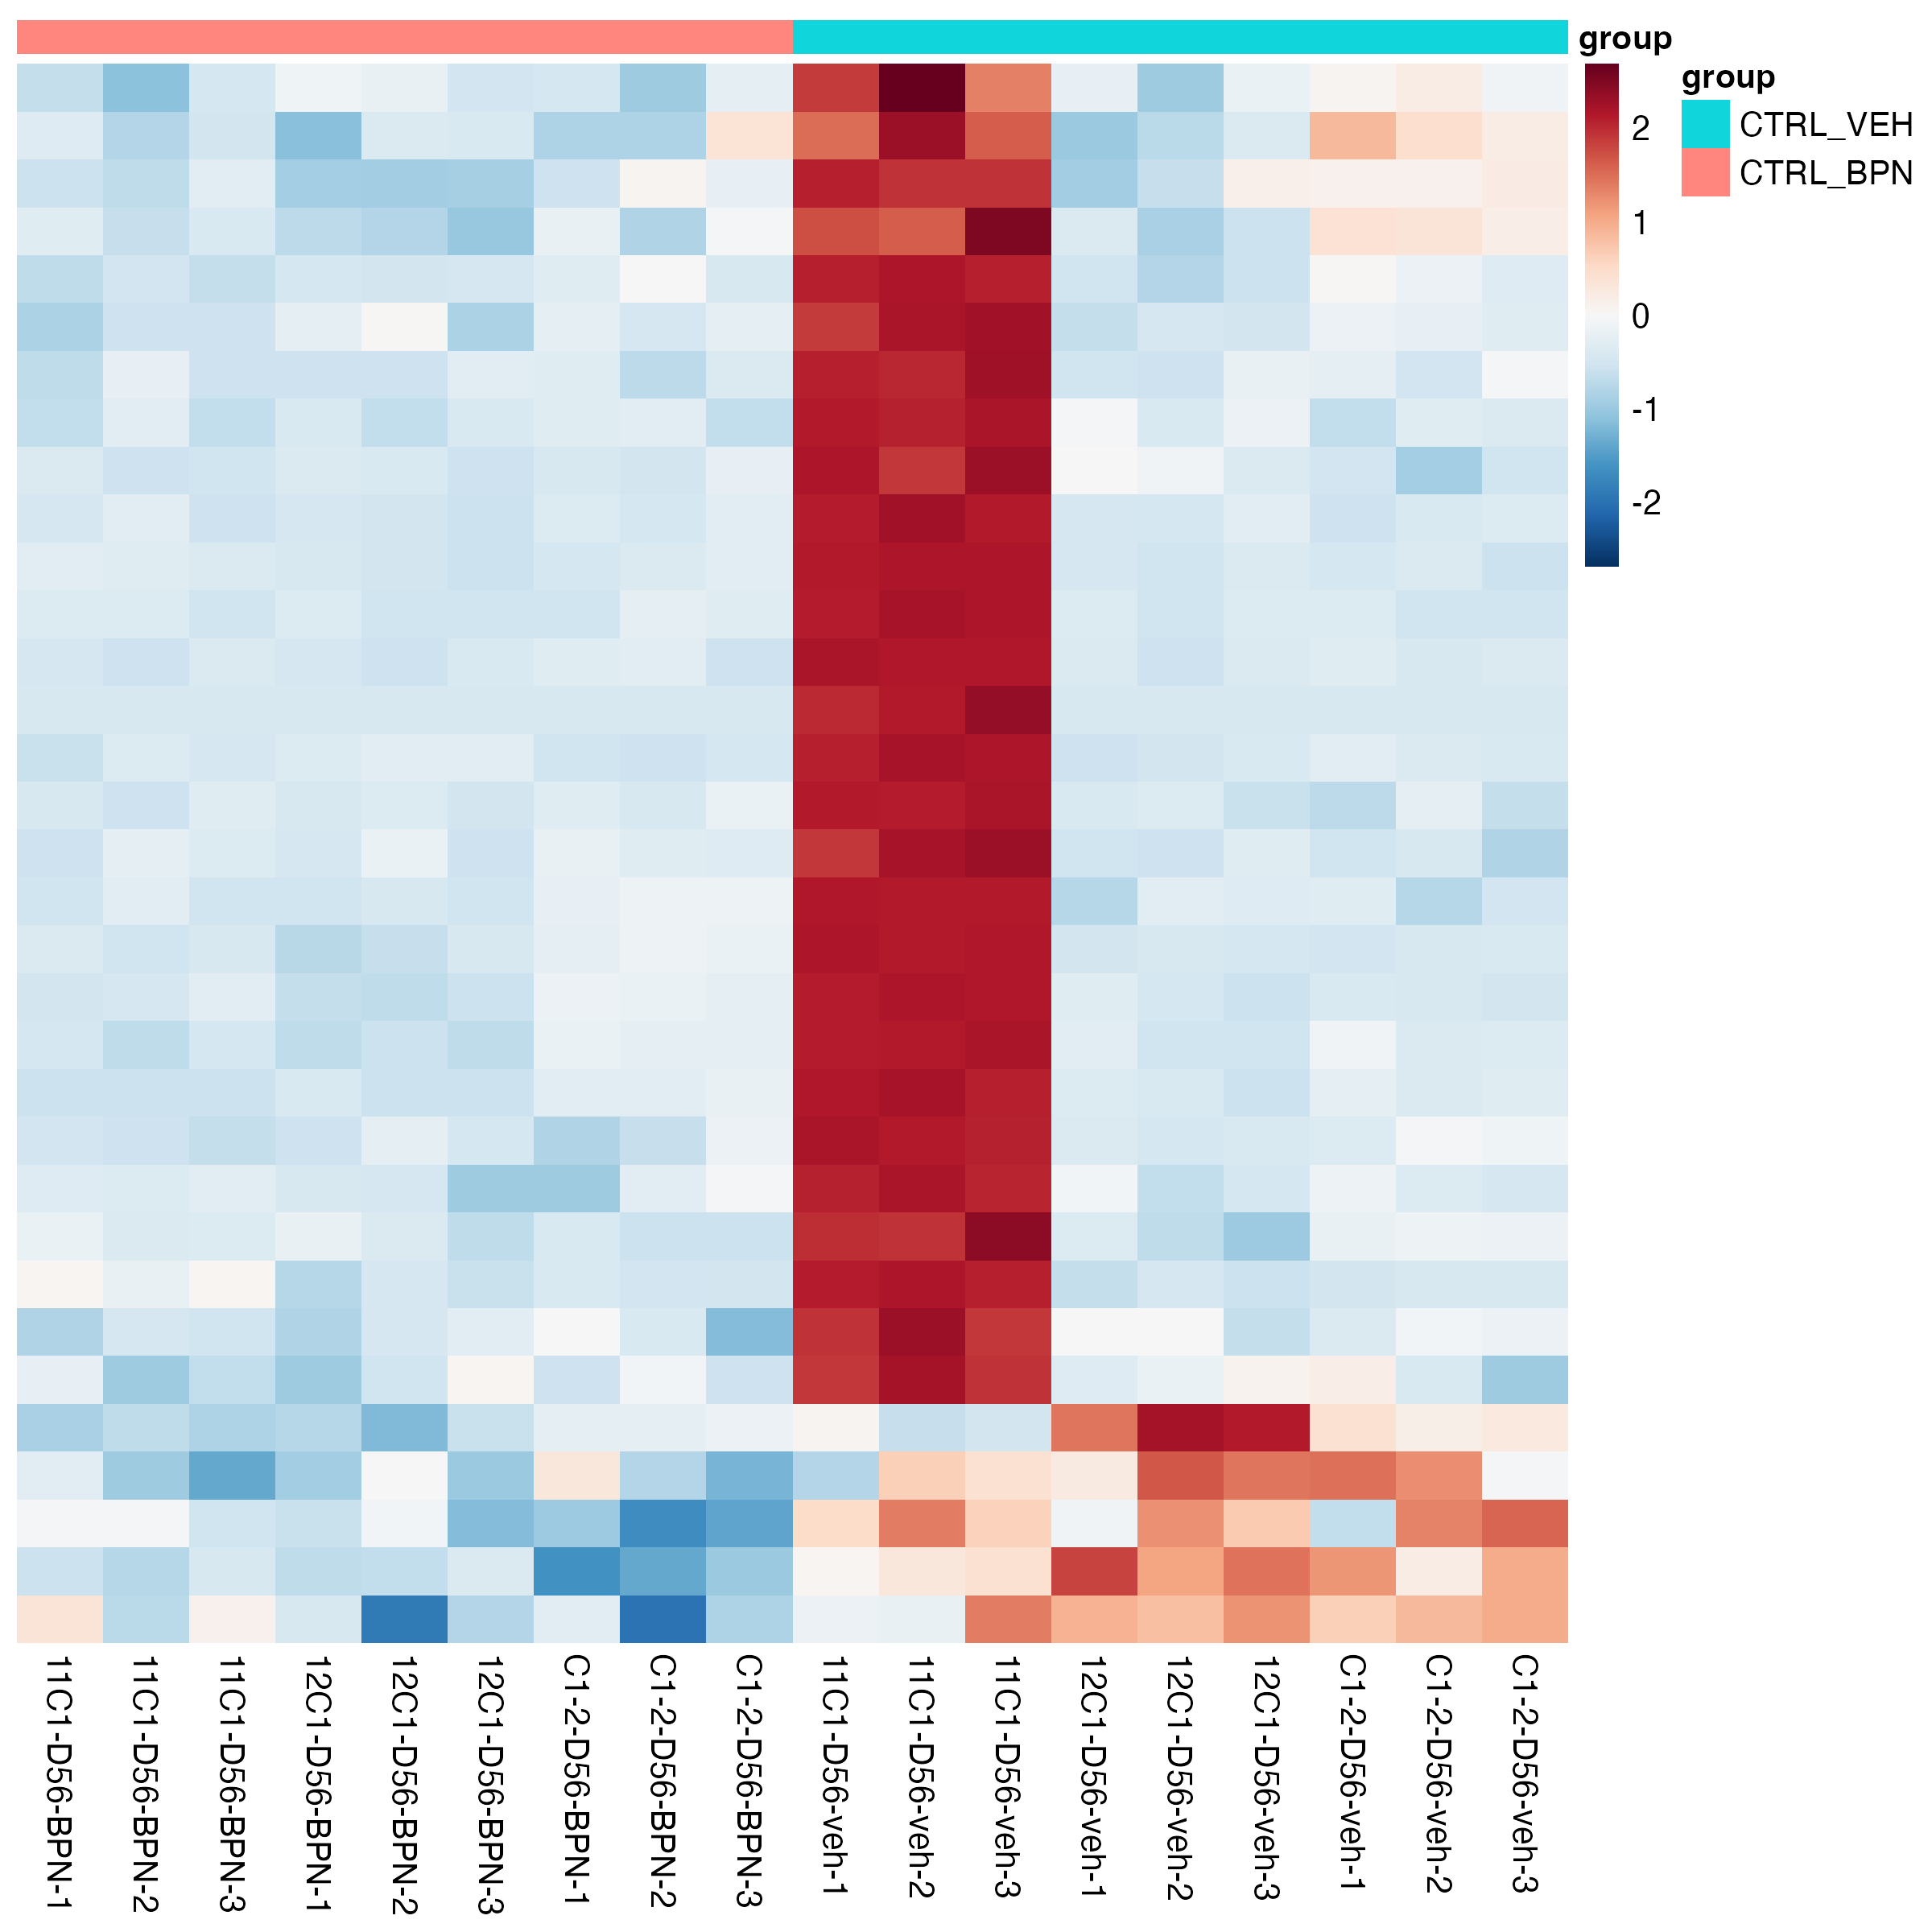 group
group
CTRL_VEH
CTRL_BPN
2
1
0
-1
-2
11C1-D56-BPN-1
11C1-D56-BPN-2
11C1-D56-BPN-3
12C1-D56-BPN-1
12C1-D56-BPN-2
12C1-D56-BPN-3
C1-2-D56-BPN-1
C1-2-D56-BPN-2
C1-2-D56-BPN-3
11C1-D56-veh-1
11C1-D56-veh-2
11C1-D56-veh-3
12C1-D56-veh-1
12C1-D56-veh-2
12C1-D56-veh-3
C1-2-D56-veh-1
C1-2-D56-veh-2
C1-2-D56-veh-3